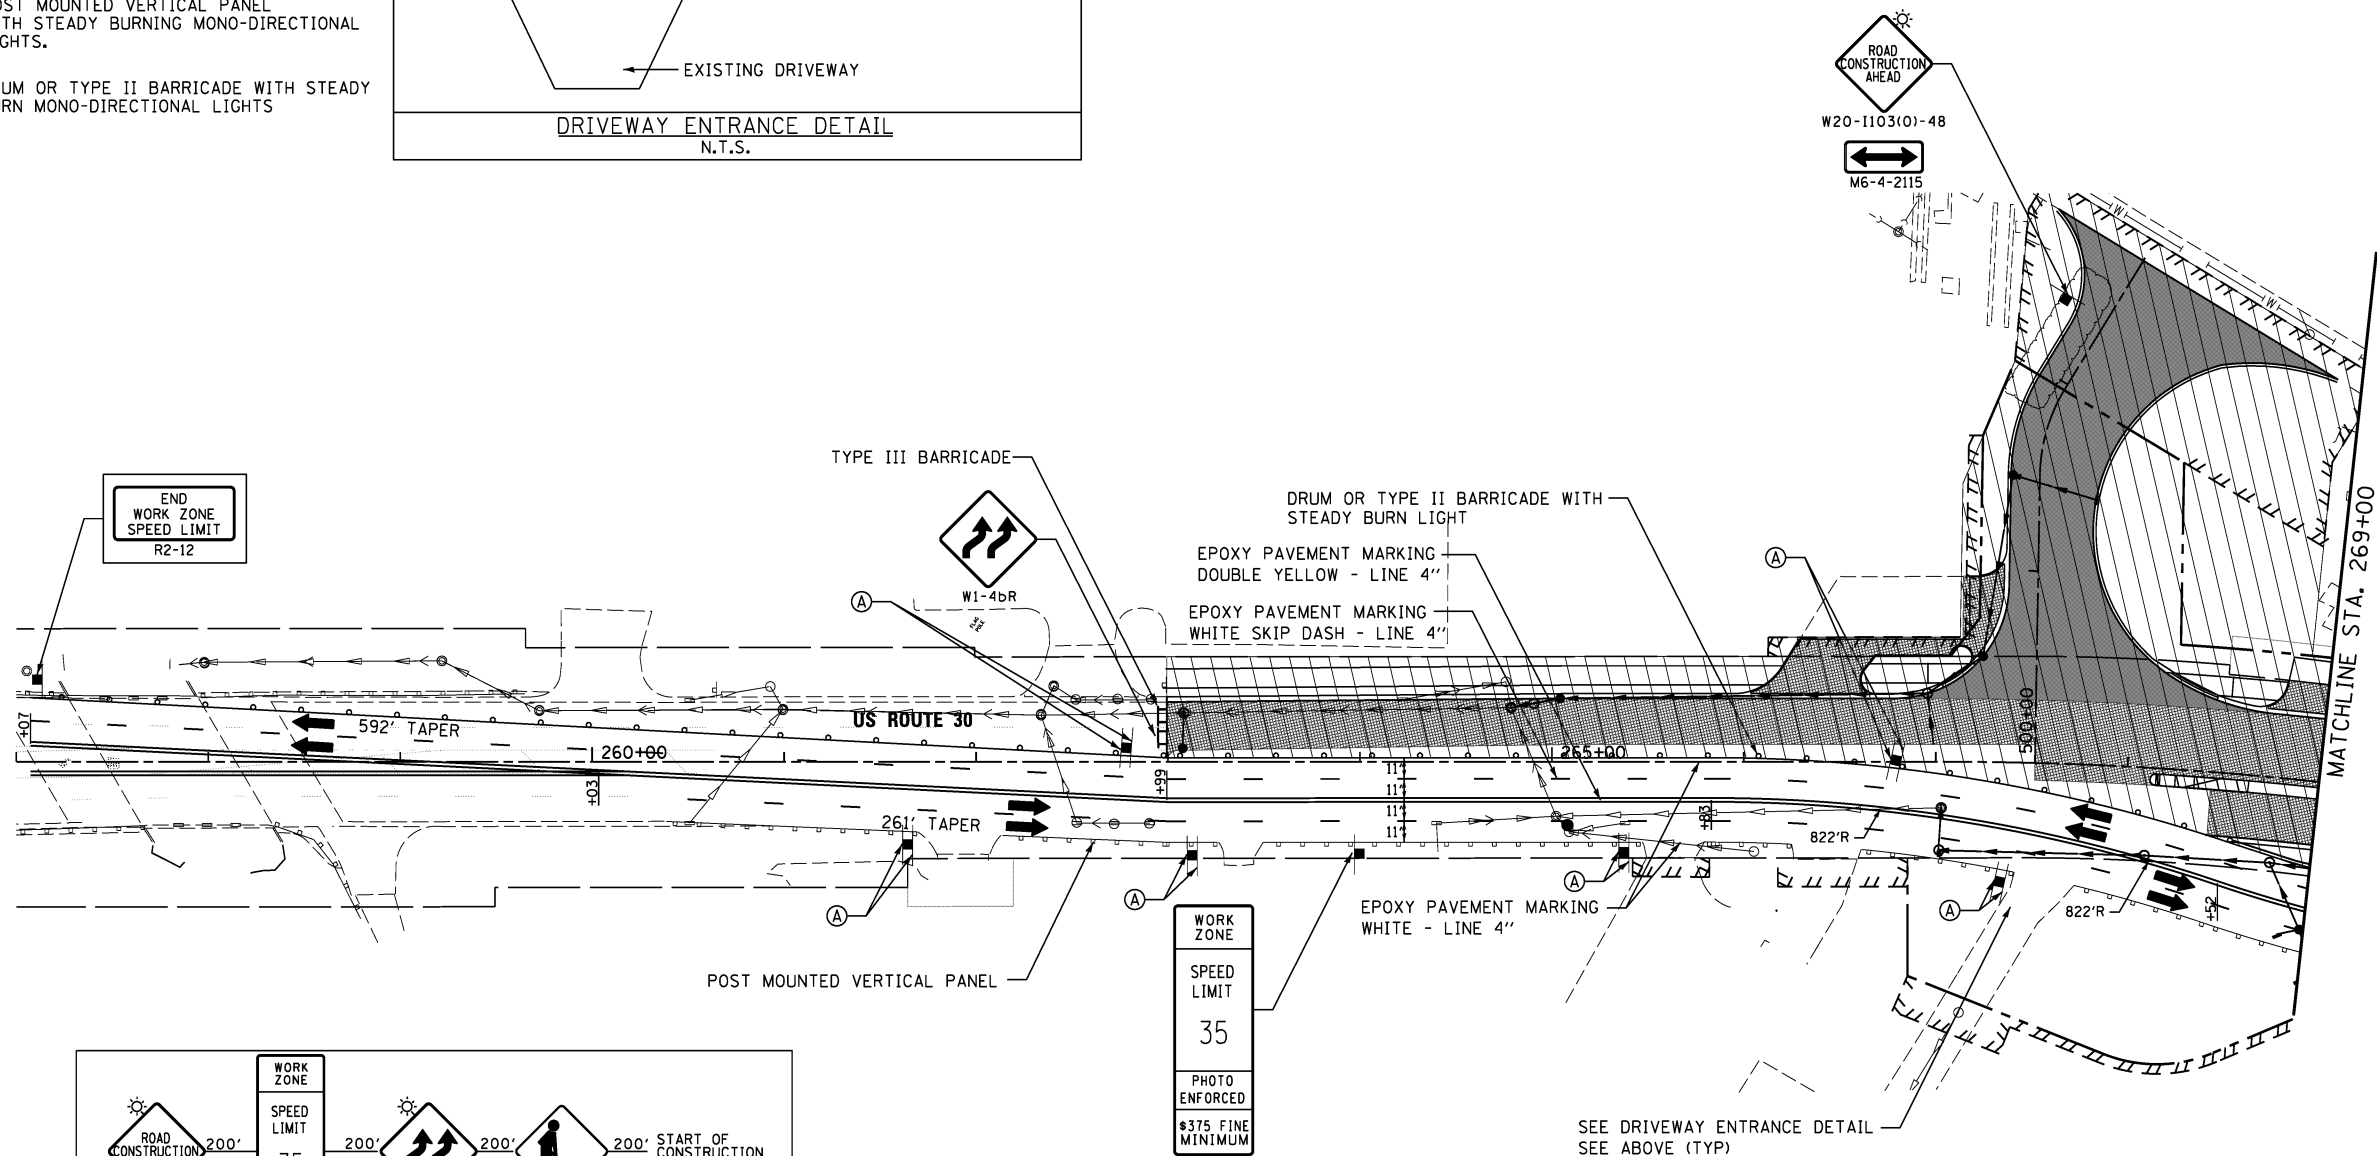 OST MOUNTED VERTICAL PANEL
TH STEADY BURNING MONO-DIRECTIONAL
GHTS.
UM OR TYPE II BARRICADE WITH STEADY
URN MONO-DIRECTIONAL LIGHTS
EXISTING DRIVEWAY
DRIVEWAY ENTRANCE DETAIL
N.T.S.
ROAD
CONSTRUCTION
AHEAD
W20-I103(O)-48
M6-4-2115
W
W
TYPE III BARRICADE
END
WORK ZONE
SPEED LIMIT
R2-12
W1-4bR
DRUM OR TYPE II BARRICADE WITH
STEADY BURN LIGHT
EPOXY PAVEMENT MARKING
DOUBLE YELLOW - LINE 4''
EPOXY PAVEMENT MARKING
WHITE SKIP DASH - LINE 4''
A
A
FLAG
POLE
MATCHLINE STA. 269+00
+07
592' TAPER
US ROUTE 30
260+00
+03
+99
265+00
500+00
11'
11'
11'
11'
261' TAPER
+83
822'R
822'R
+52
A
A
A
A
EPOXY PAVEMENT MARKING
WHITE - LINE 4''
POST MOUNTED VERTICAL PANEL
WORK
ZONE
SPEED
LIMIT
35
PHOTO
ENFORCED
$375 FINE
MINIMUM
SEE DRIVEWAY ENTRANCE DETAIL
SEE ABOVE (TYP)
ROAD
CONSTRUCTION
200'
WORK
ZONE
SPEED
LIMIT
35
200'
200'
200'
START OF
CONSTRUCTION